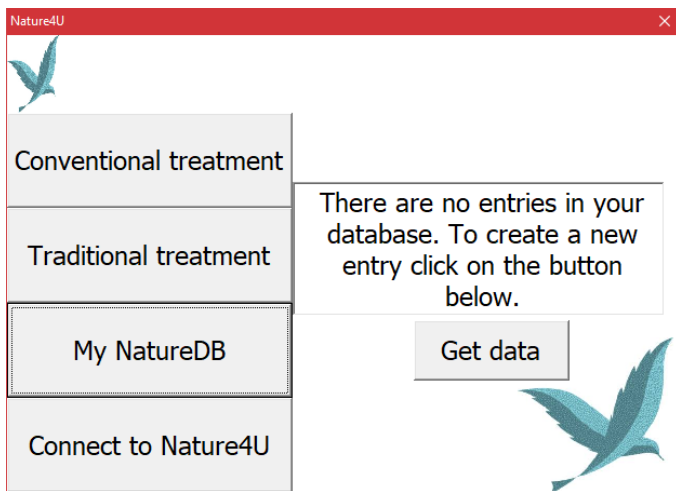 Nature4U
Conventional treatment
Traditional treatment
My NatureDB
Connect to Nature4U
There are no entries in your
database. To create a new
entry click on the button
below.
Get data